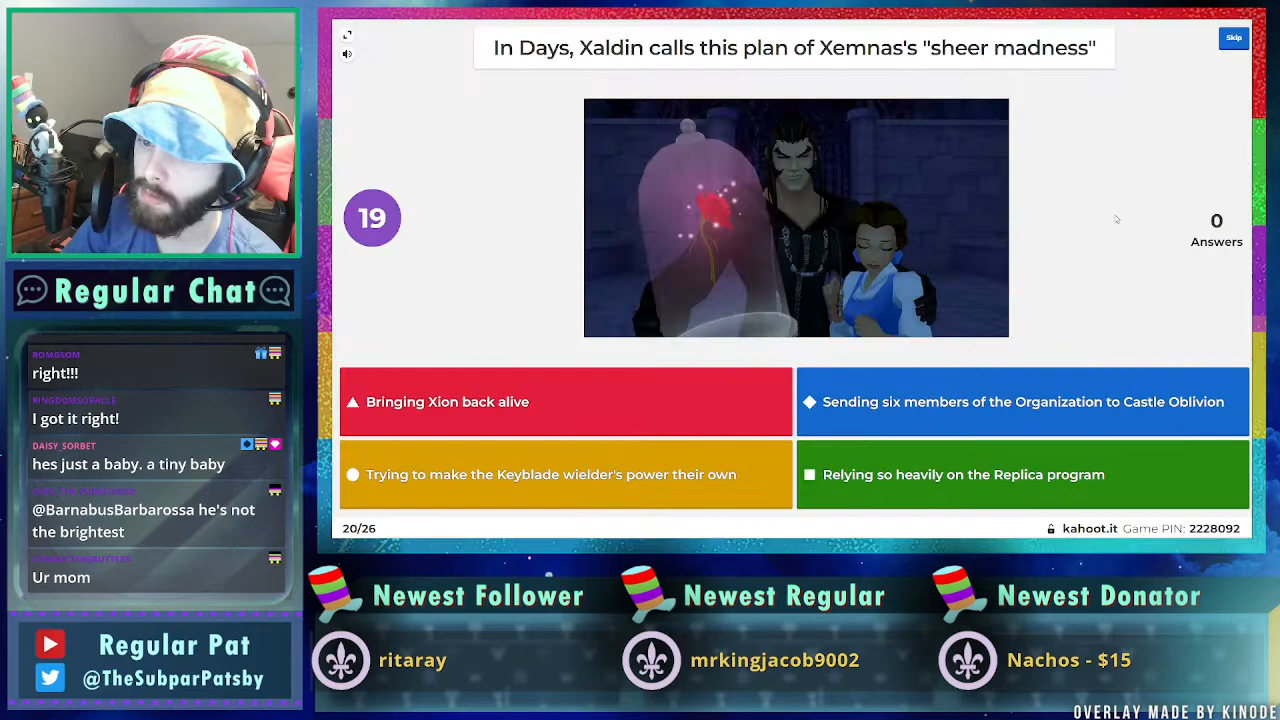 In Days, Xaldin calls this plan of Xemnas's "sheer madness"
Skip
19
0
Answers
Bringing Xion back alive
Sending six members of the Organization to Castle Oblivion
Trying to make the Keyblade wielder's power their own
Relying so heavily on the Replica program
20/26
kahoot.it Game PIN: 2228092
Regular Chat
ROMGSOM
right!!!
KINGDOMSORACLE
I got it right!
DAISY_SORBET
hes just a baby. a tiny baby
@BarnabusBarbarossa he's not
the brightest
Ur mom
Regular Pat
@TheSubparPatsby
Newest Follower
ritaray
Newest Regular
mrkingjacob9002
Newest Donator
Nachos - $15
OVERLAY MADE BY KINODE